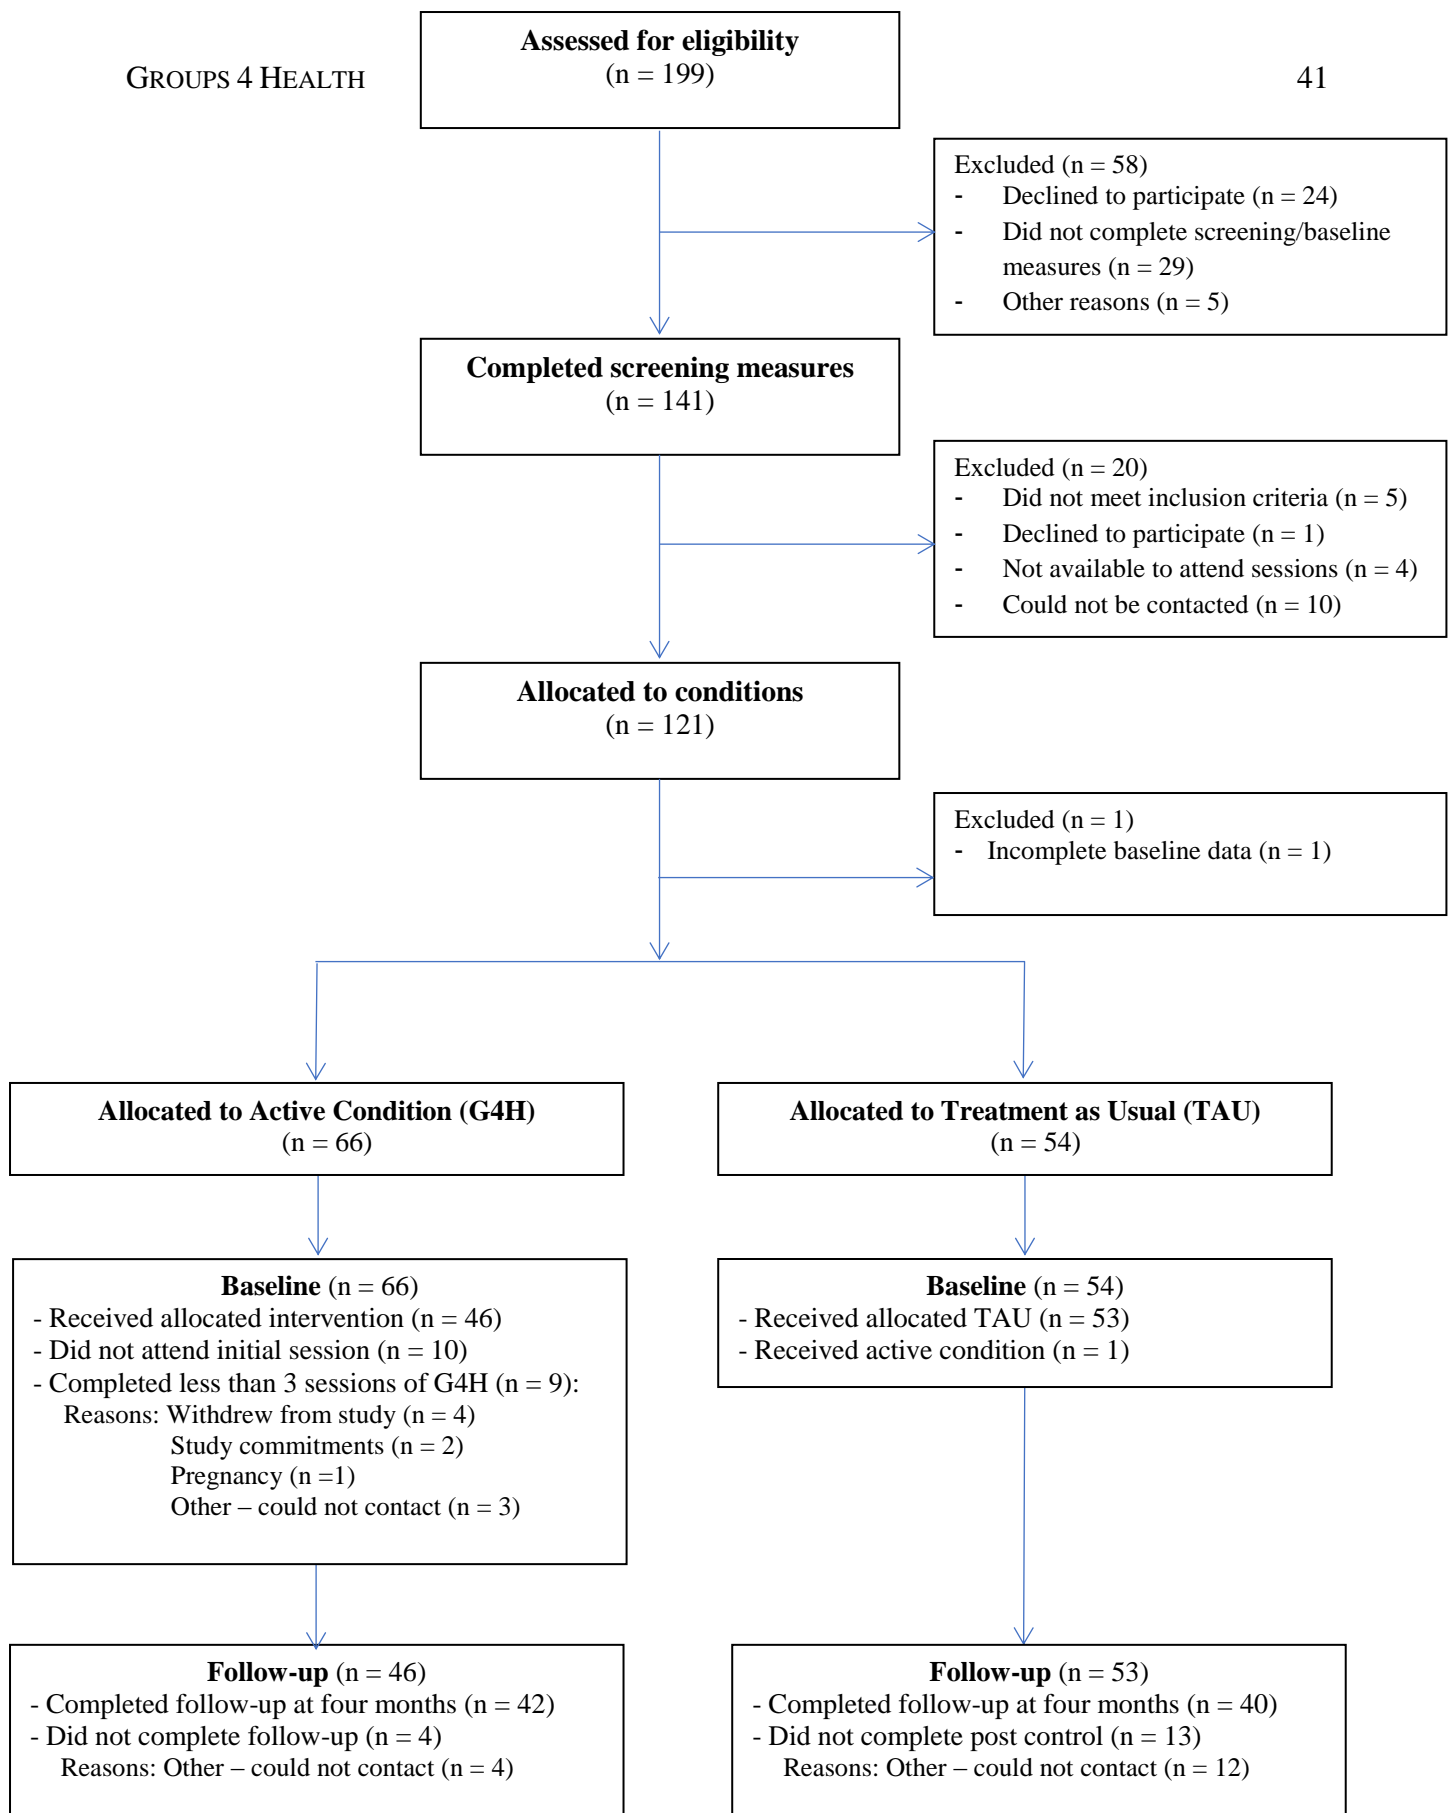 GROUPS 4 HEALTH
41
Assessed for eligibility
(n = 199)
Excluded (n = 58)
- Declined to participate (n = 24)
- Did not complete screening/baseline
measures (n = 29)
- Other reasons (n = 5)
Completed screening measures
(n = 141)
Excluded (n = 20)
- Did not meet inclusion criteria (n = 5)
- Declined to participate (n = 1)
- Not available to attend sessions (n = 4)
- Could not be contacted (n = 10)
Allocated to conditions
(n = 121)
Excluded (n = 1)
- Incomplete baseline data (n = 1)
Allocated to Active Condition (G4H)
(n = 66)
Allocated to Treatment as Usual (TAU)
(n = 54)
Baseline (n = 66)
- Received allocated intervention (n = 46)
- Did not attend initial session (n = 10)
- Completed less than 3 sessions of G4H (n = 9):
Reasons: Withdrew from study (n = 4)
Study commitments (n = 2)
Pregnancy (n =1)
Other – could not contact (n = 3)
Baseline (n = 54)
- Received allocated TAU (n = 53)
- Received active condition (n = 1)
Follow-up (n = 46)
- Completed follow-up at four months (n = 42)
- Did not complete follow-up (n = 4)
Reasons: Other – could not contact (n = 4)
Follow-up (n = 53)
- Completed follow-up at four months (n = 40)
- Did not complete post control (n = 13)
Reasons: Other – could not contact (n = 12)